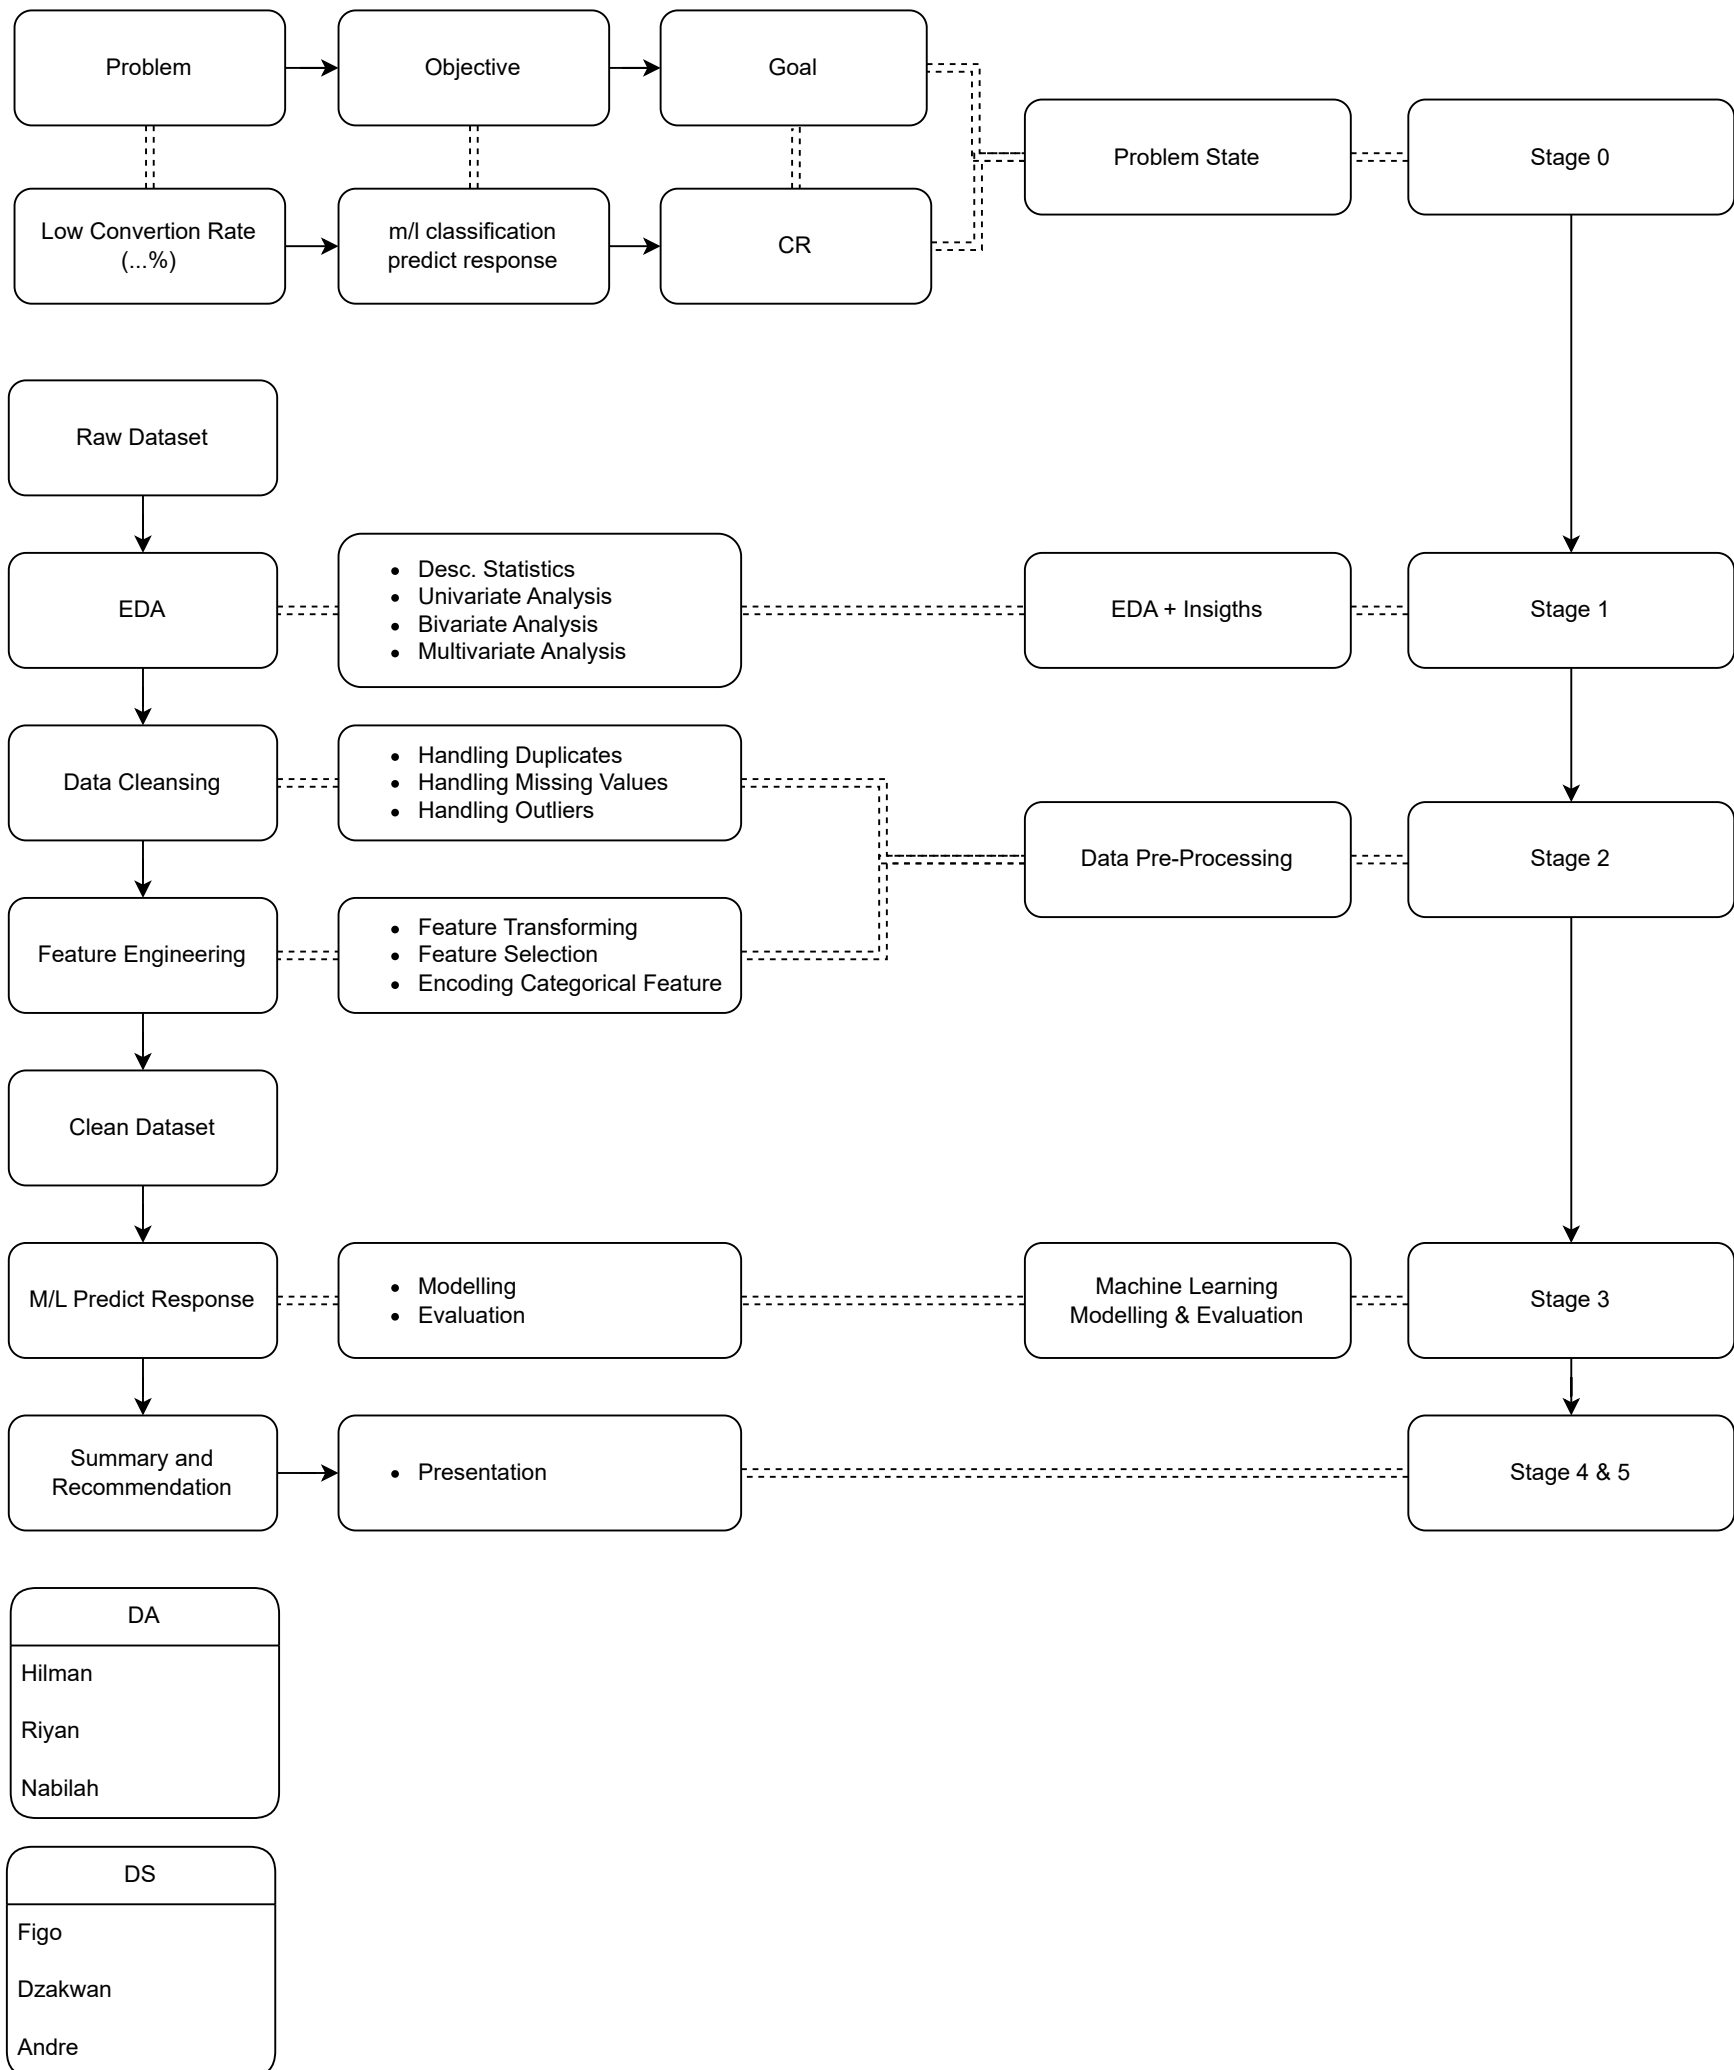 Problem
Objective
Goal
Problem State
Stage 0
Low Convertion Rate
(...%)
m/l classification
predict response
CR
Raw Dataset
EDA
• Desc. Statistics
• Univariate Analysis
• Bivariate Analysis
• Multivariate Analysis
EDA + Insigths
Stage 1
Data Cleansing
• Handling Duplicates
• Handling Missing Values
• Handling Outliers
Data Pre-Processing
Stage 2
Feature Engineering
• Feature Transforming
• Feature Selection
• Encoding Categorical Feature
Clean Dataset
M/L Predict Response
• Modelling
• Evaluation
Machine Learning
Modelling & Evaluation
Stage 3
Summary and
Recommendation
• Presentation
Stage 4 & 5
DA
Hilman
Riyan
Nabilah
DS
Figo
Dzakwan
Andre